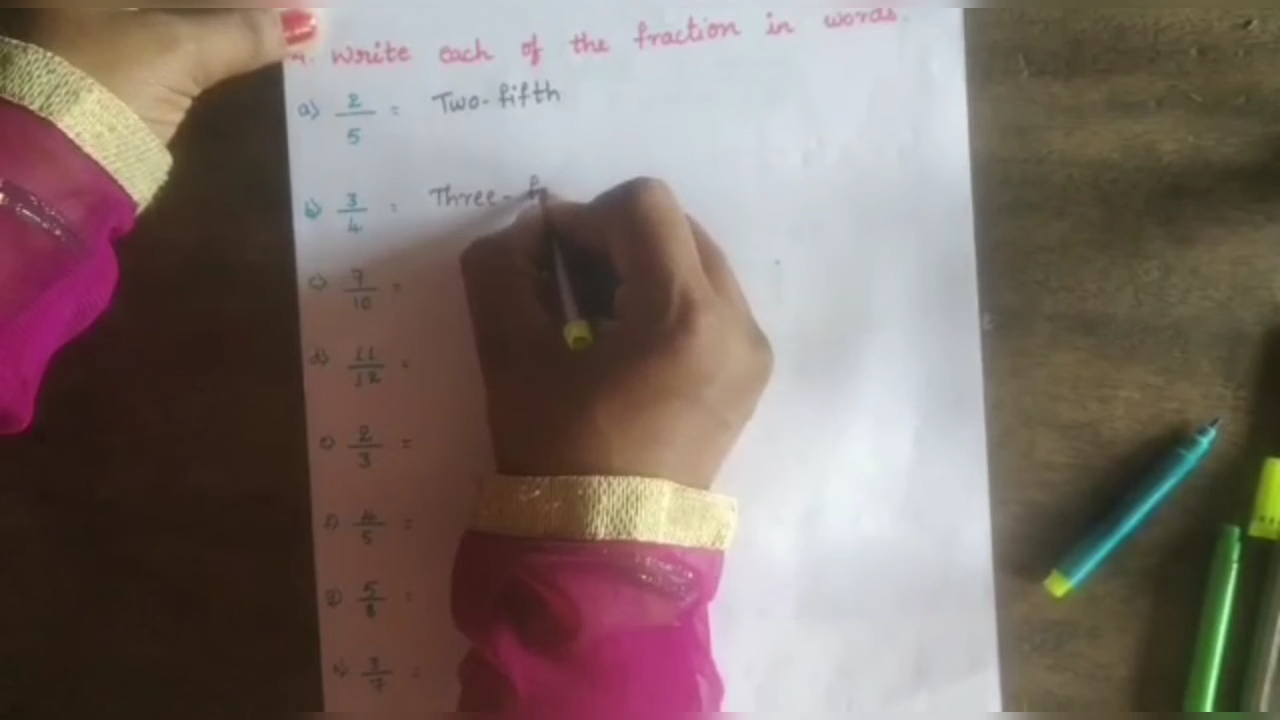 Write each of the fraction in words.
a) 2/5 = Two-fifth
b) 3/4 = Three-
c) 7/10 =
d) 11/12 =
e) 2/3 =
f) 4/5 =
g) 5/8 =
h) 3/7 =